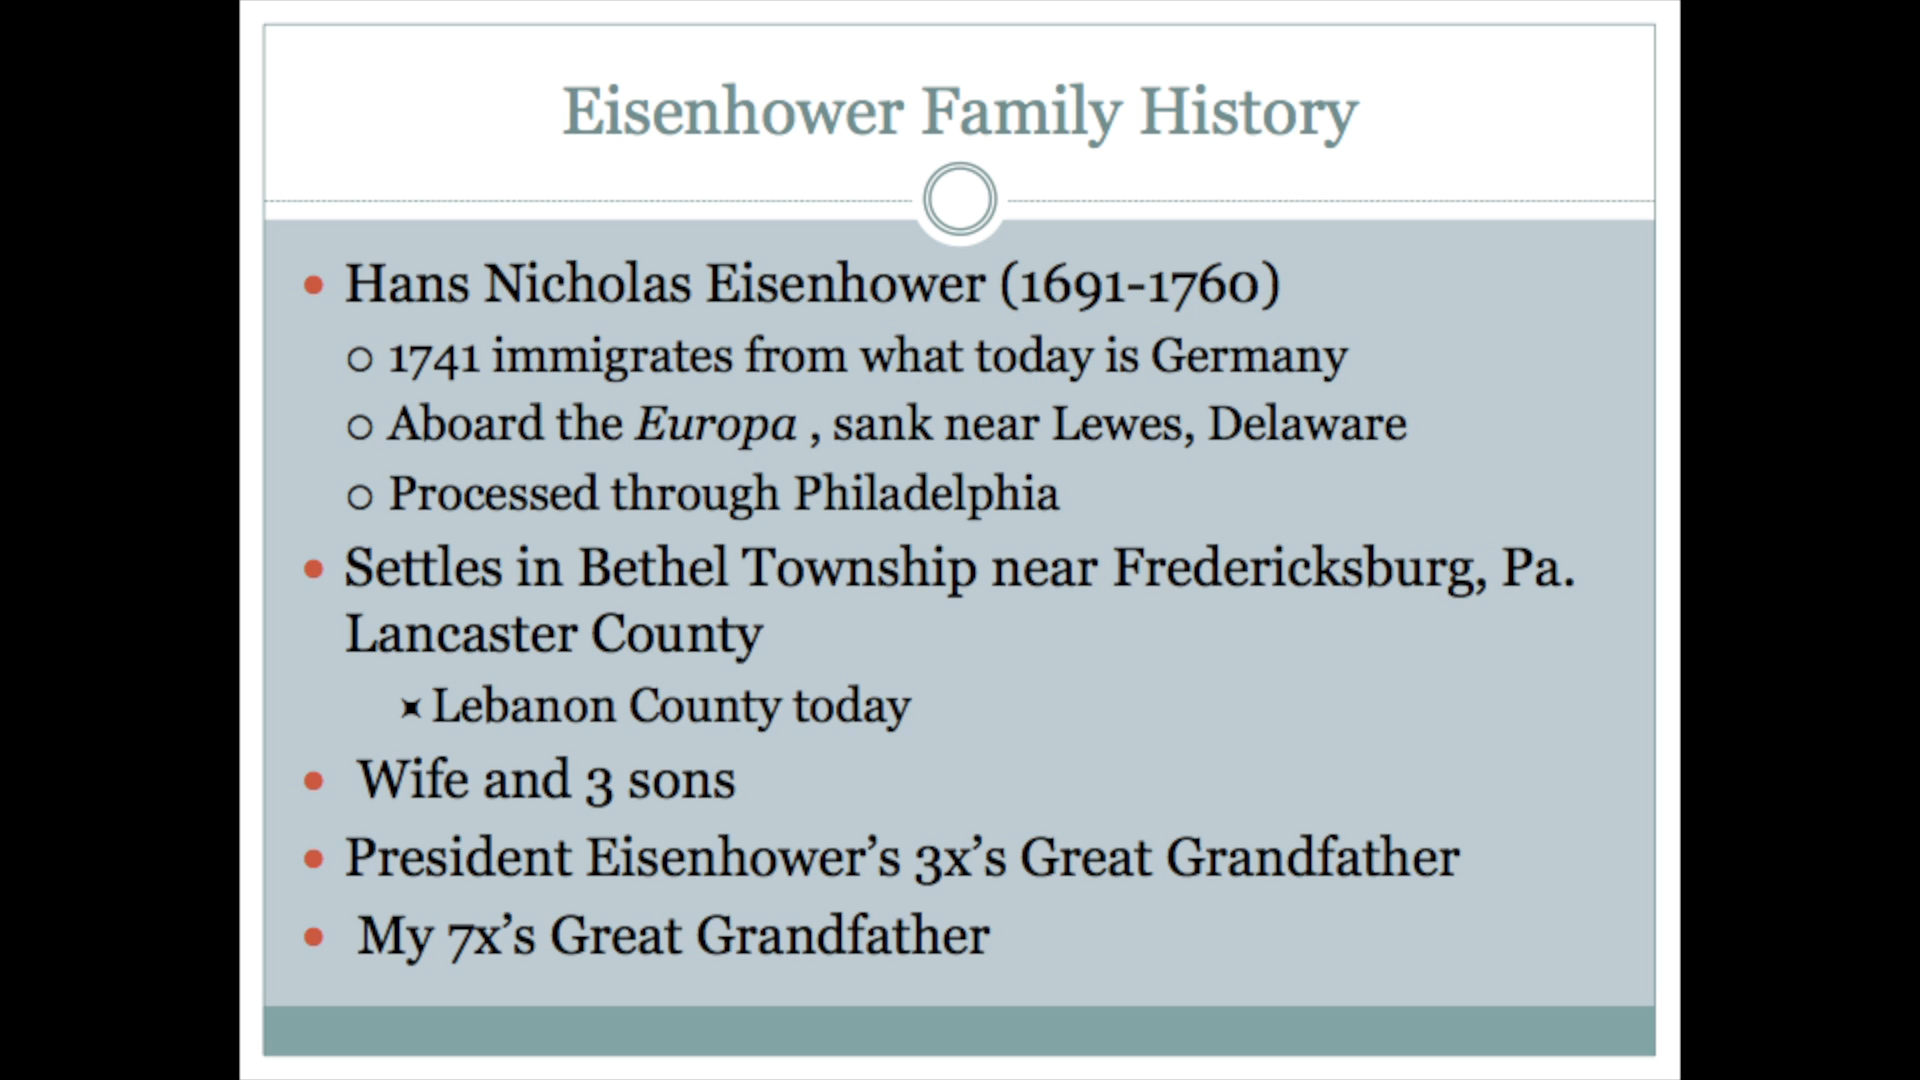 Eisenhower Family History
Hans Nicholas Eisenhower (1691-1760)
1741 immigrates from what today is Germany
Aboard the Europa , sank near Lewes, Delaware
Processed through Philadelphia
Settles in Bethel Township near Fredericksburg, Pa.
Lancaster County
Lebanon County today
Wife and 3 sons
President Eisenhower’s 3x’s Great Grandfather
My 7x’s Great Grandfather